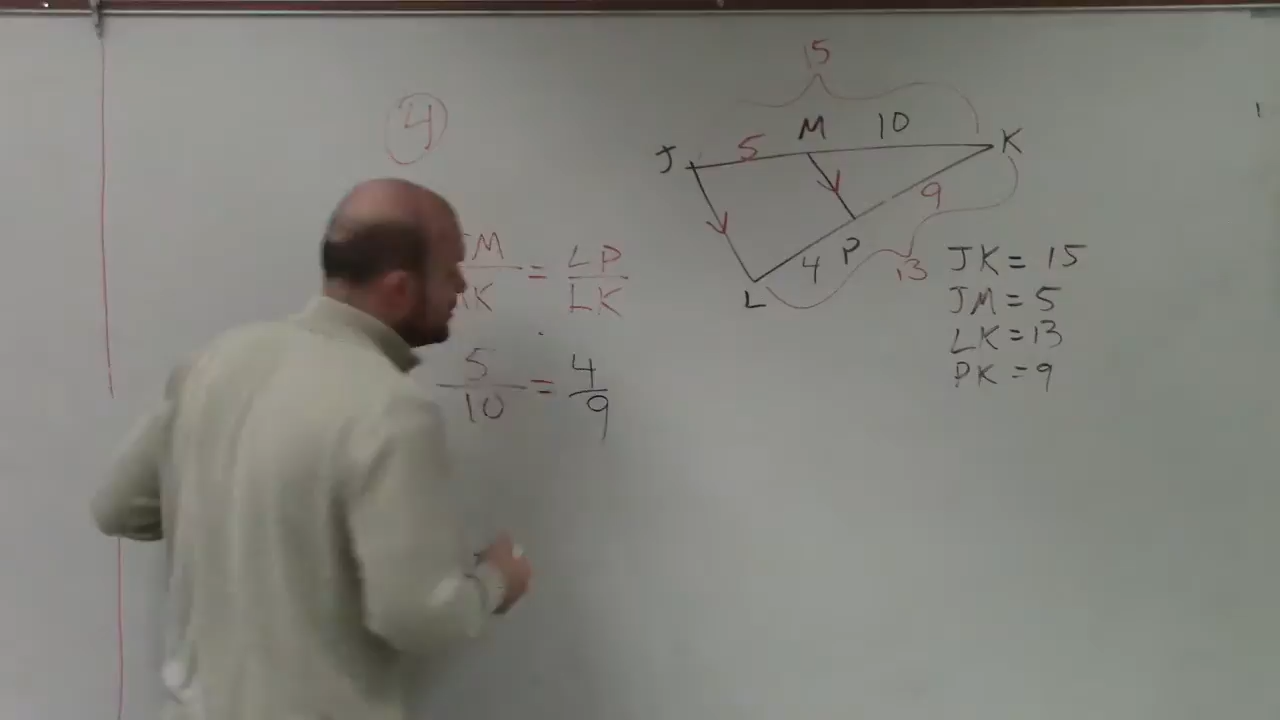 4
15
M 10
J 5 K
9
P
4 13
L
JK = 15
JM = 5
LK = 13
PK = 9
M = LP
K LK
5 = 4
10 9